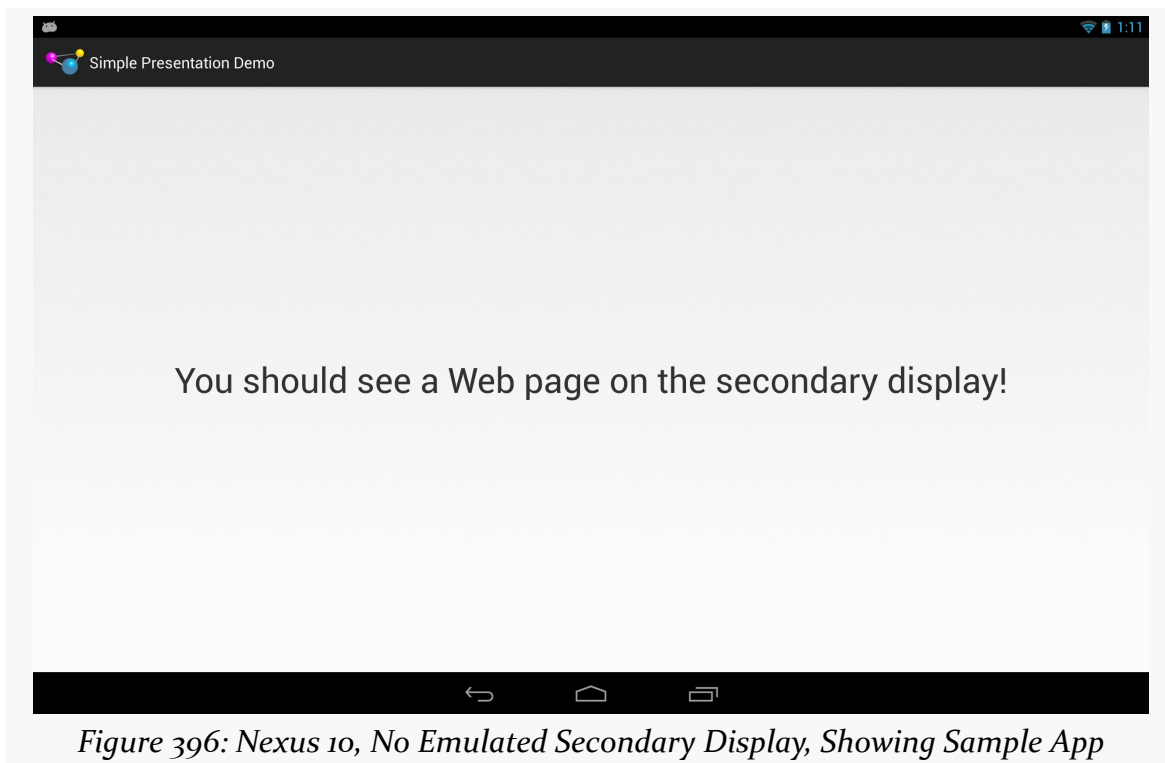 1:11
Simple Presentation Demo
You should see a Web page on the secondary display!
Figure 396: Nexus 10, No Emulated Secondary Display, Showing Sample App